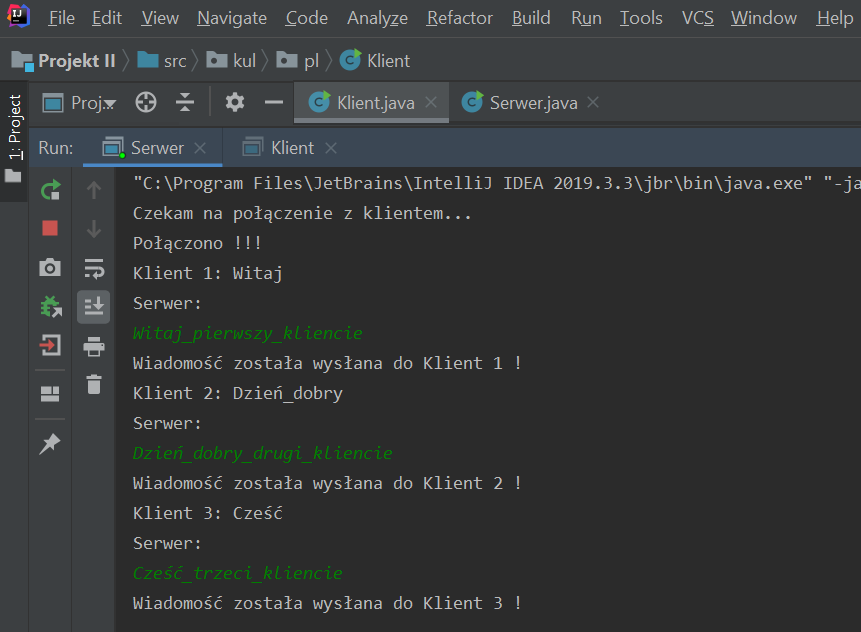 IJ File Edit View Navigate Code Analyze Refactor Build Run Tools VCS Window Help
Projekt II src kul pl Klient
Proj... Klient.java Serwer.java
1: Project
Run: Serwer Klient
"C:\Program Files\JetBrains\IntelliJ IDEA 2019.3.3\jbr\bin\java.exe" "-ja
Czekam na połączenie z klientem...
Połączono !!!
Klient 1: Witaj
Serwer:
Witaj_pierwszy_kliencie
Wiadomość została wysłana do Klient 1 !
Klient 2: Dzień_dobry
Serwer:
Dzień_dobry_drugi_kliencie
Wiadomość została wysłana do Klient 2 !
Klient 3: Cześć
Serwer:
Cześć_trzeci_kliencie
Wiadomość została wysłana do Klient 3 !